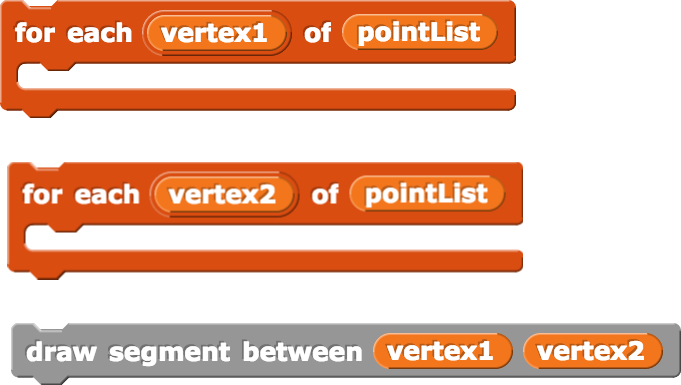 for each vertex1 of pointList
for each vertex2 of pointList
draw segment between vertex1 vertex2